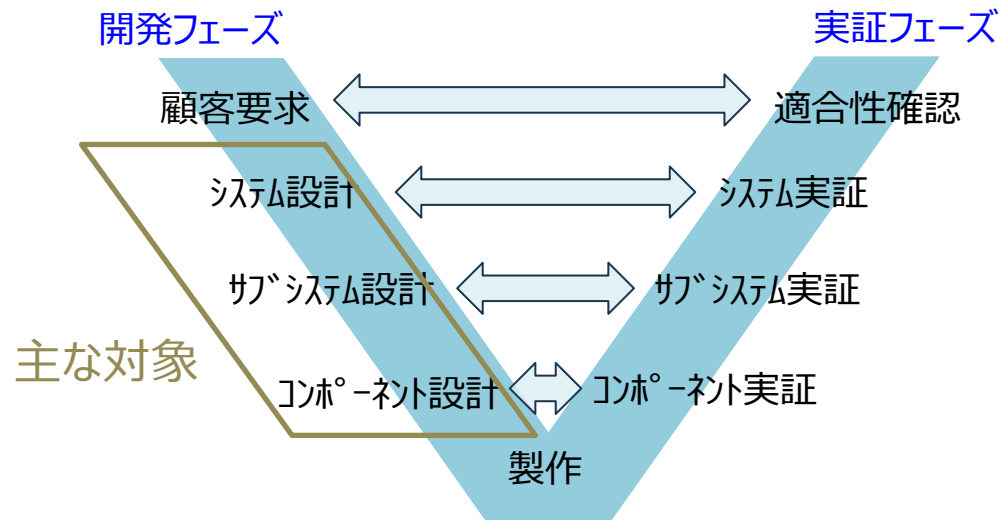 開発フェーズ
実証フェーズ
顧客要求
適合性確認
ｼｽﾃﾑ設計
ｼｽﾃﾑ実証
ｻﾌﾞｼｽﾃﾑ設計
ｻﾌﾞｼｽﾃﾑ実証
主な対象
ｺﾝﾎﾟｰﾈﾝﾄ設計
ｺﾝﾎﾟｰﾈﾝﾄ実証
製作